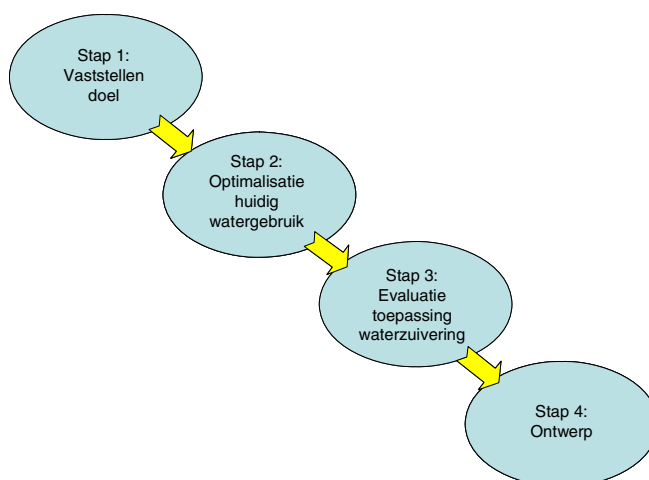 Stap 1:
Vaststellen
doel
Stap 2:
Optimalisatie
huidig
watergebruik
Stap 3:
Evaluatie
toepassing
waterzuivering
Stap 4:
Ontwerp